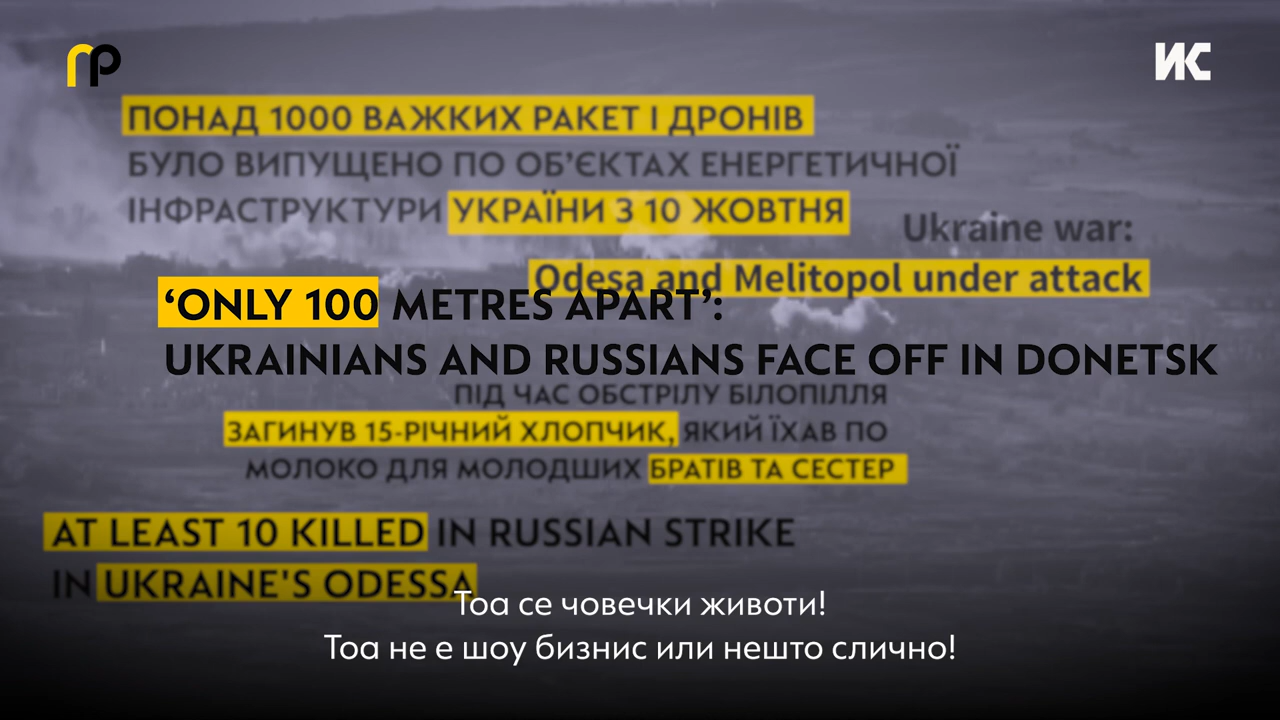 ПР
ИС
ПОНАД 1000 ВАЖКИХ РАКЕТ І ДРОНІВ
БУЛО ВИПУЩЕНО ПО ОБ’ЄКТАХ ЕНЕРГЕТИЧНОЇ
ІНФРАСТРУКТУРИ УКРАЇНИ З 10 ЖОВТНЯ
Ukraine war:
Odesa and Melitopol under attack
‘ONLY 100 METRES APART’:
UKRAINIANS AND RUSSIANS FACE OFF IN DONETSK
ПІД ЧАС ОБСТРІЛУ БІЛОПІЛЛЯ
ЗАГИНУВ 15-РІЧНИЙ ХЛОПЧИК, ЯКИЙ ЇХАВ ПО
МОЛОКО ДЛЯ МОЛОДШИХ БРАТІВ ТА СЕСТЕР
AT LEAST 10 KILLED IN RUSSIAN STRIKE
IN UKRAINE'S ODESSA
Тоа се човечки животи!
Тоа не е шоу бизнис или нешто слично!